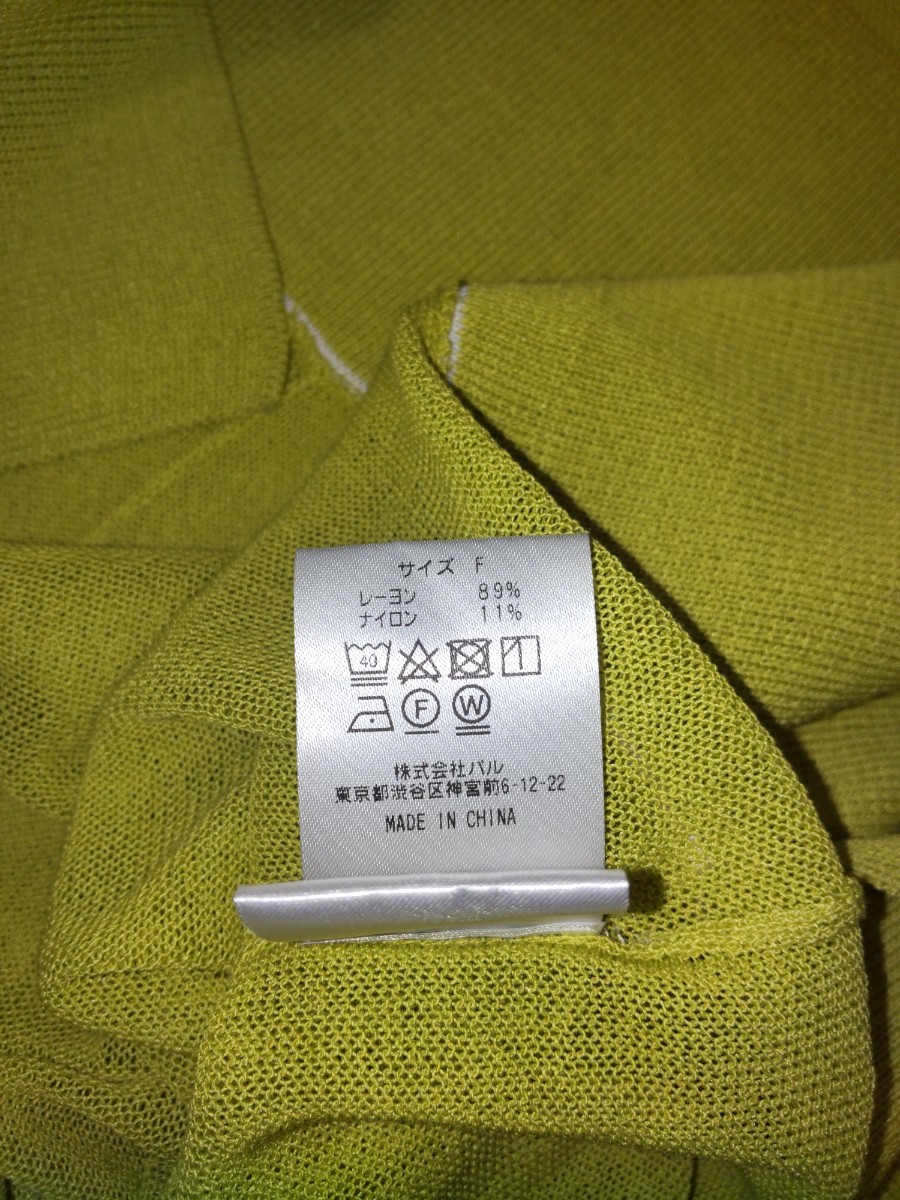 サイズ F
レーヨン 89%
ナイロン 11%
40
F W
株式会社パル
東京都渋谷区神宮前6-12-22
MADE IN CHINA